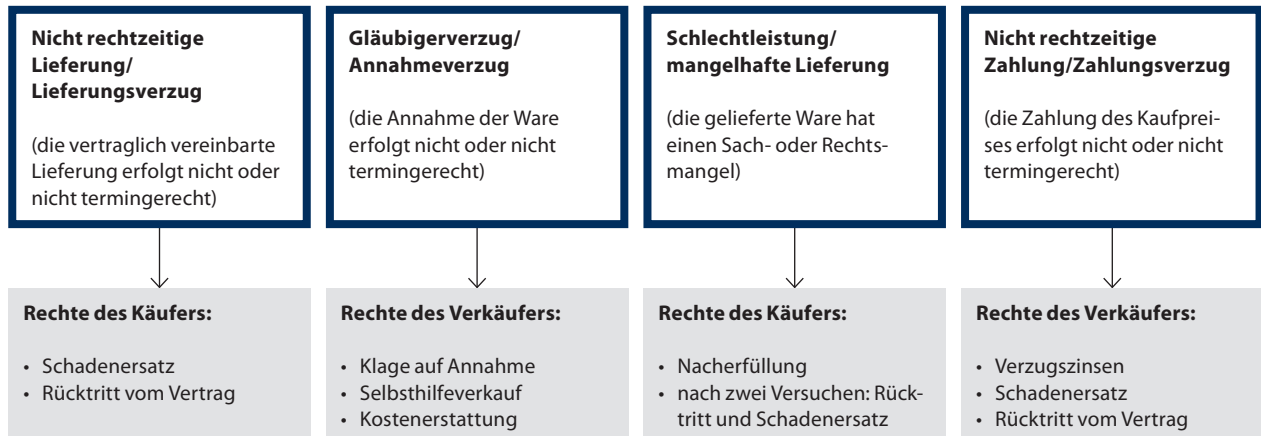 Nicht rechtzeitige
Lieferung/
Lieferungsverzug
(die vertraglich vereinbarte
Lieferung erfolgt nicht oder
nicht termingerecht)
Gläubigerverzug/
Annahmeverzug
(die Annahme der Ware
erfolgt nicht oder nicht
termingerecht)
Schlechtleistung/
mangelhafte Lieferung
(die gelieferte Ware hat
einen Sach- oder Rechts-
mangel)
Nicht rechtzeitige
Zahlung/Zahlungsverzug
(die Zahlung des Kaufprei-
ses erfolgt nicht oder nicht
termingerecht)
Rechte des Käufers:
• Schadenersatz
• Rücktritt vom Vertrag
Rechte des Verkäufers:
• Klage auf Annahme
• Selbsthilfeverkauf
• Kostenerstattung
Rechte des Käufers:
• Nacherfüllung
• nach zwei Versuchen: Rück-
tritt und Schadenersatz
Rechte des Verkäufers:
• Verzugszinsen
• Schadenersatz
• Rücktritt vom Vertrag